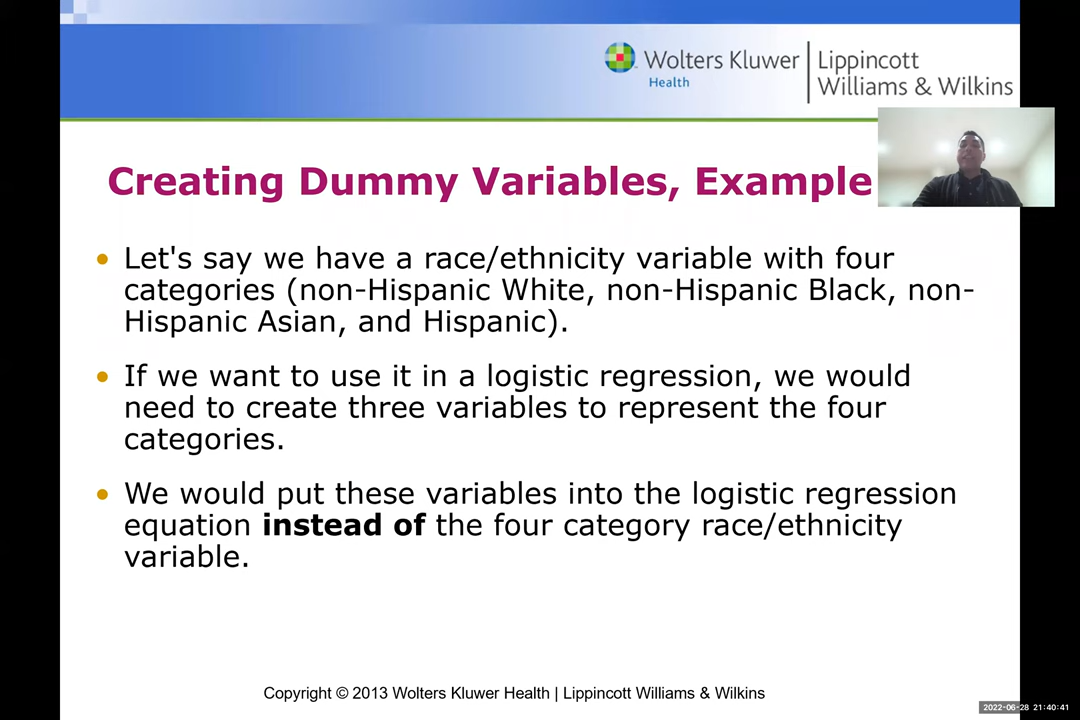 Wolters Kluwer
Health
Lippincott
Williams & Wilkins
Creating Dummy Variables, Example
• Let's say we have a race/ethnicity variable with four
categories (non-Hispanic White, non-Hispanic Black, non-
Hispanic Asian, and Hispanic).
• If we want to use it in a logistic regression, we would
need to create three variables to represent the four
categories.
• We would put these variables into the logistic regression
equation instead of the four category race/ethnicity
variable.
Copyright © 2013 Wolters Kluwer Health | Lippincott Williams & Wilkins
2022-06-28 21:40:41